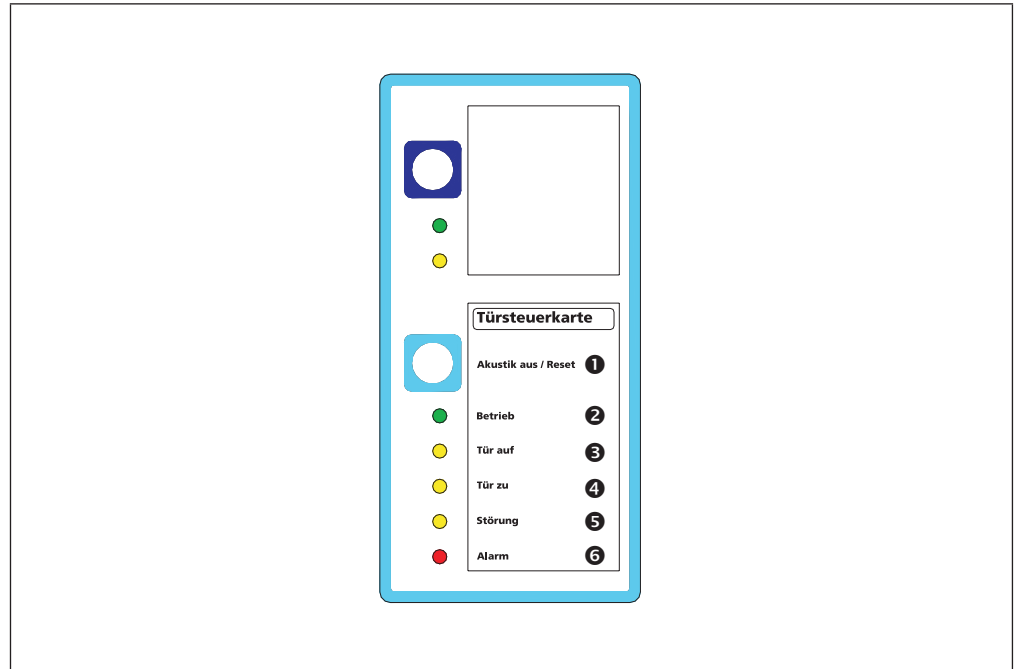 Türsteuerkarte
Akustik aus / Reset ❶
Betrieb ❷
Tür auf ❸
Tür zu ❹
Störung ❺
Alarm ❻